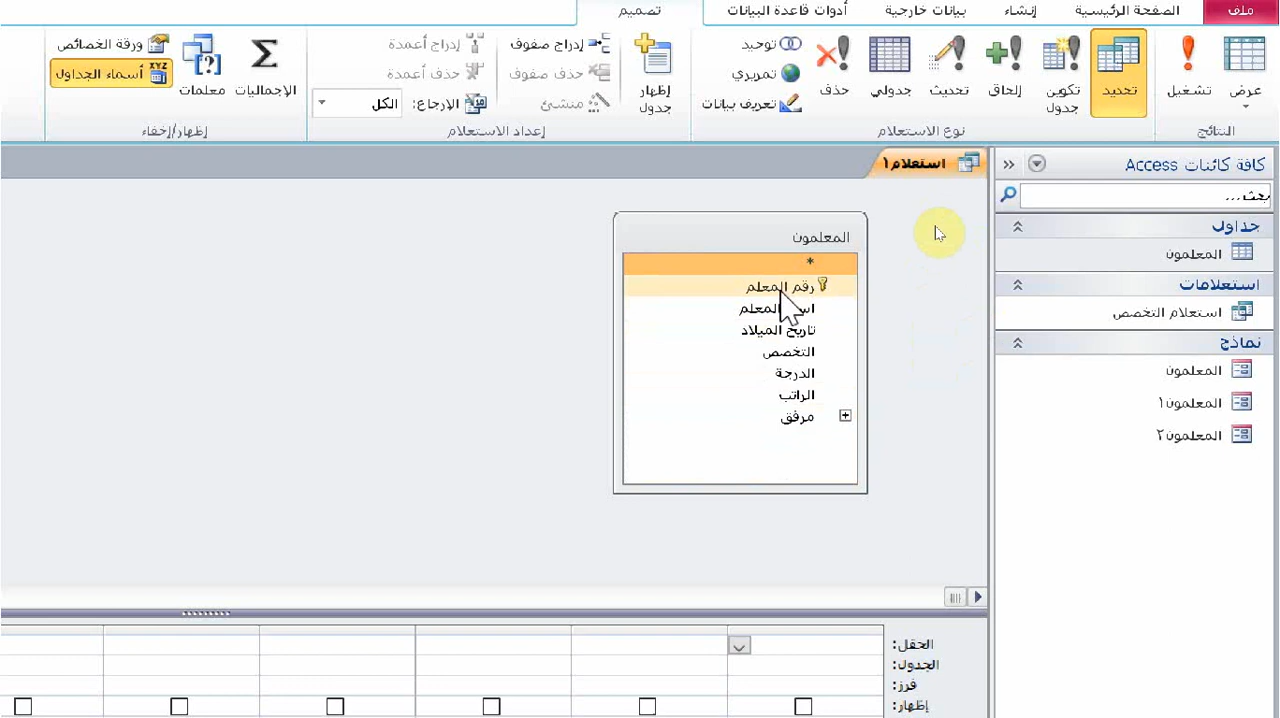 ملف
الصفحة الرئيسية
إنشاء
بيانات خارجية
أدوات قاعدة البيانات
تصميم
عرض
تشغيل
النتائج
تحديد
تكوين جدول
إلحاق
تحديث
جدولي
حذف
توحيد
تمريري
تعريف بيانات
نوع الاستعلام
إظهار جدول
إدراج صفوف
حذف صفوف
منشئ
إدراج أعمدة
حذف أعمدة
الإرجاع: الكل
إعداد الاستعلام
الإجماليات
معلمات
ورقة الخصائص
أسماء الجداول
إظهار/إخفاء
كافة كائنات Access
بحث...
جداول
المعلمون
استعلامات
استعلام التخصص
نماذج
المعلمون
المعلمون١
المعلمون٢
استعلام١
المعلمون
*
رقم المعلم
اسم المعلم
تاريخ الميلاد
التخصص
الدرجة
الراتب
مرفق
الحقل:
الجدول:
فرز:
إظهار: